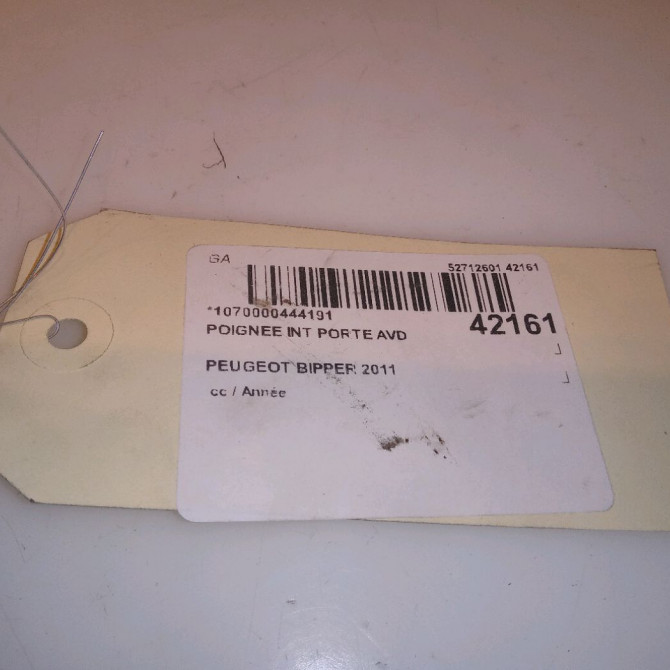 GA
52712601 42161
*1070000444191
42161
POIGNEE INT PORTE AVD
PEUGEOT BIPPER 2011
cc / Année